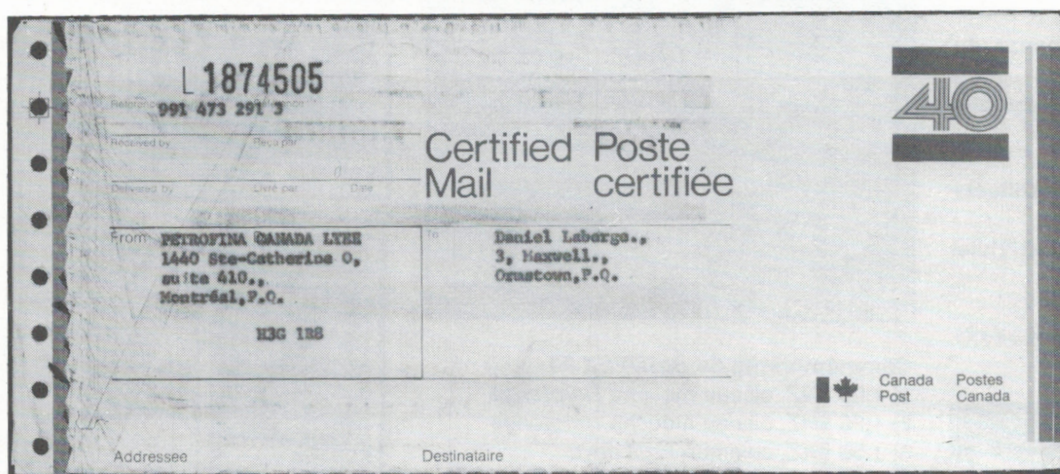 L 1874505
991 473 291 3
Received by Reçu par
Delivered by Livré par Date
Certified Poste
Mail certifiée
40
From
PETROFINA CANADA LTEE
1440 Ste-Catherine O,
suite 410.,
Montréal,P.Q.
H3G 1R8
To
Daniel Laberge.,
3, Maxwell.,
Ormstown,P.Q.
Canada Postes
Post Canada
Addressee Destinataire